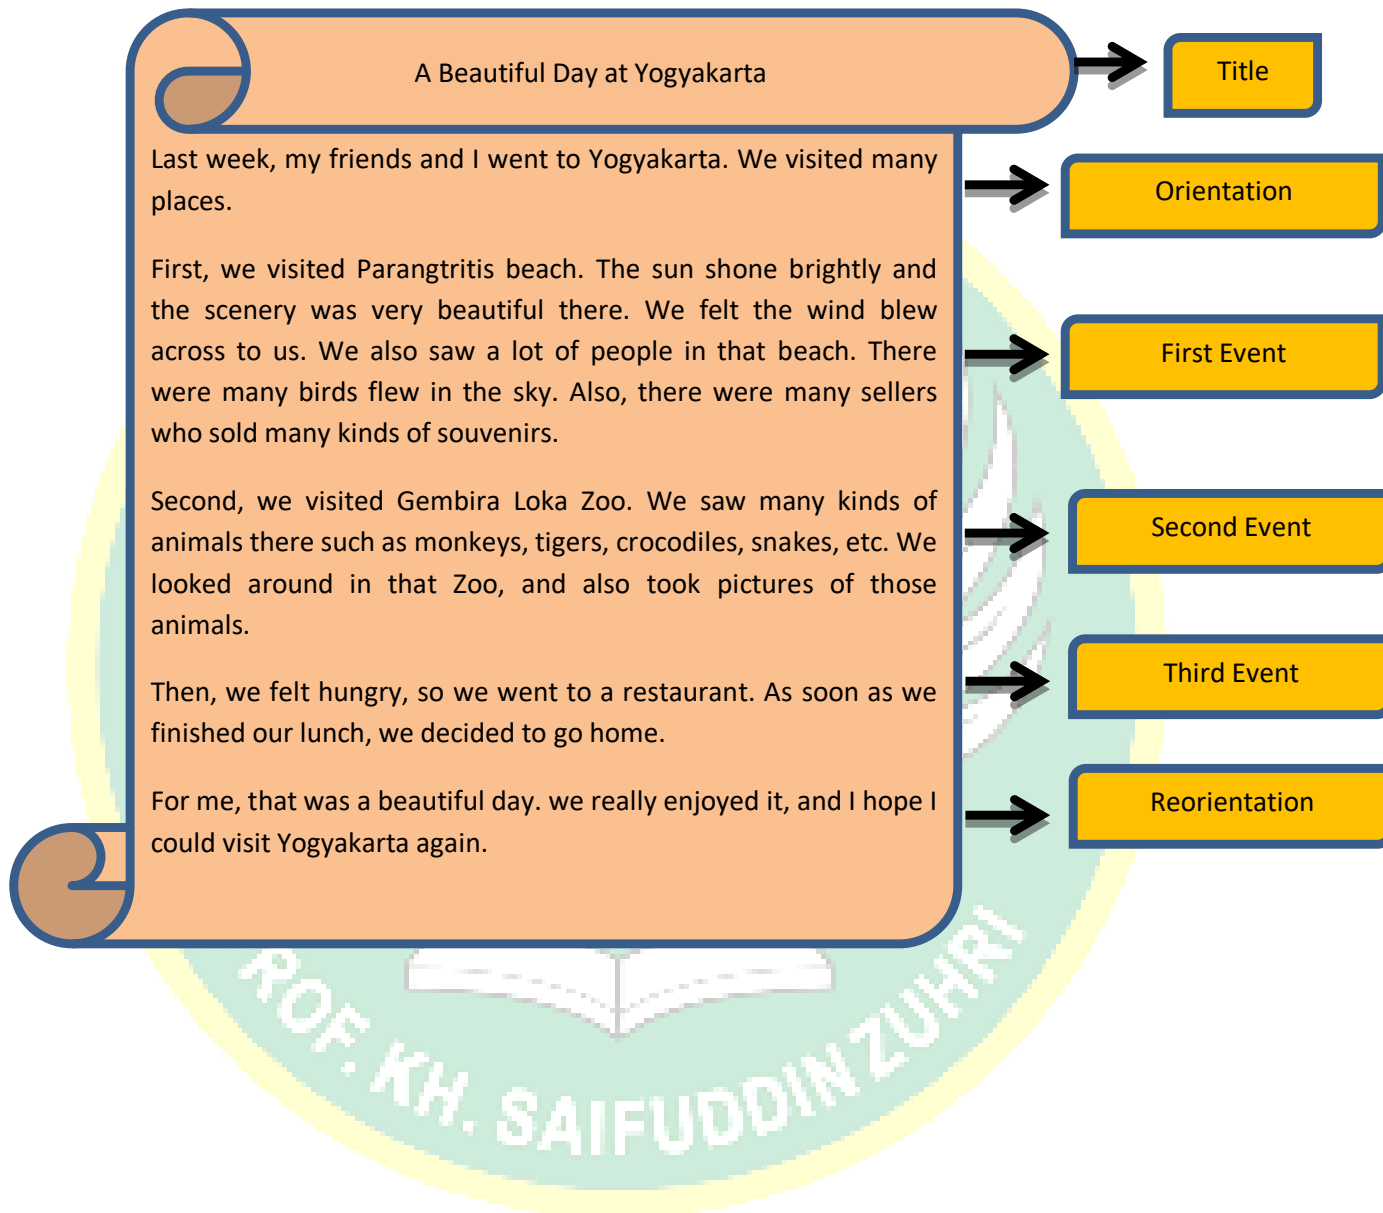 A Beautiful Day at Yogyakarta
Title
Last week, my friends and I went to Yogyakarta. We visited many
places.
Orientation
First, we visited Parangtritis beach. The sun shone brightly and
the scenery was very beautiful there. We felt the wind blew
across to us. We also saw a lot of people in that beach. There
were many birds flew in the sky. Also, there were many sellers
who sold many kinds of souvenirs.
First Event
Second, we visited Gembira Loka Zoo. We saw many kinds of
animals there such as monkeys, tigers, crocodiles, snakes, etc. We
looked around in that Zoo, and also took pictures of those
animals.
Second Event
Then, we felt hungry, so we went to a restaurant. As soon as we
finished our lunch, we decided to go home.
Third Event
For me, that was a beautiful day. we really enjoyed it, and I hope I
could visit Yogyakarta again.
Reorientation
ROF. KH. SAIFUDDIN ZUHRI